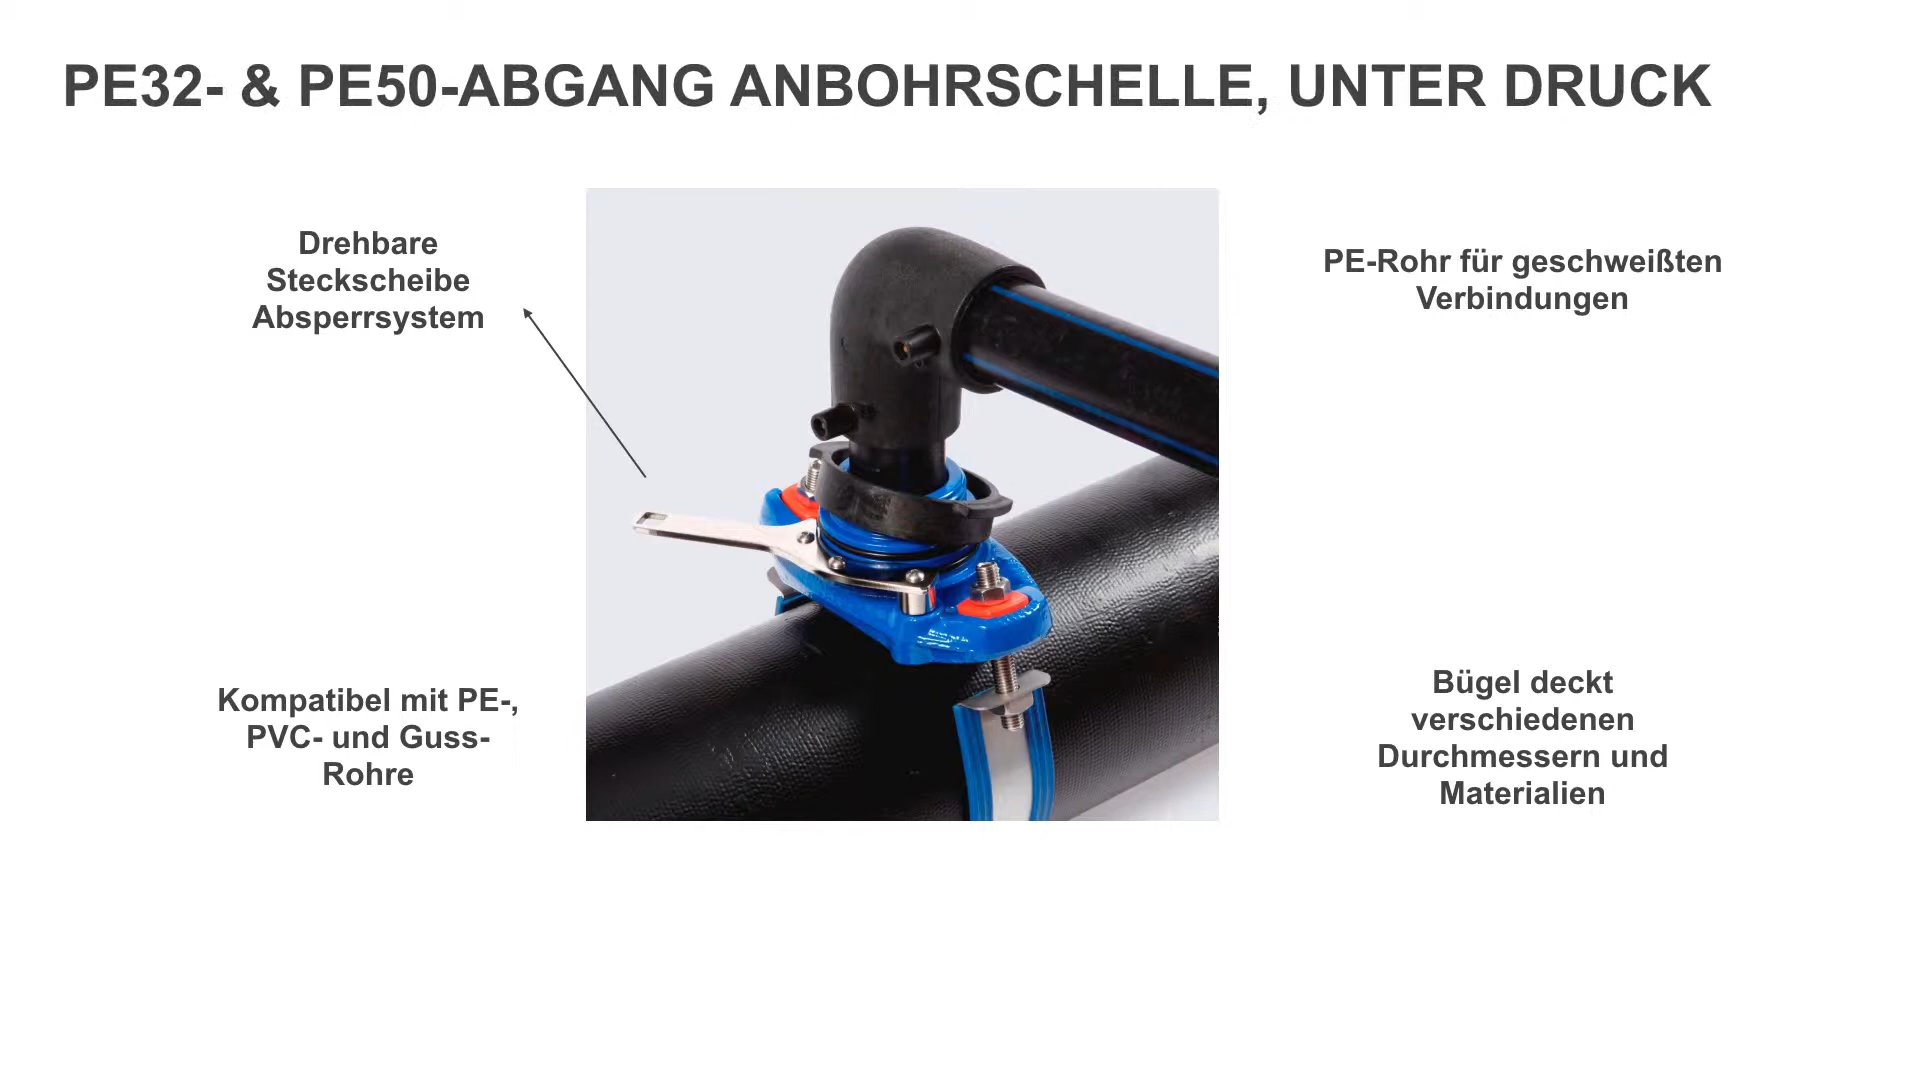 PE32- & PE50-ABGANG ANBOHRSCHELLE, UNTER DRUCK
Drehbare
Steckscheibe
Absperrsystem
PE-Rohr für geschweißten
Verbindungen
Kompatibel mit PE-,
PVC- und Guss-
Rohre
Bügel deckt
verschiedenen
Durchmessern und
Materialien